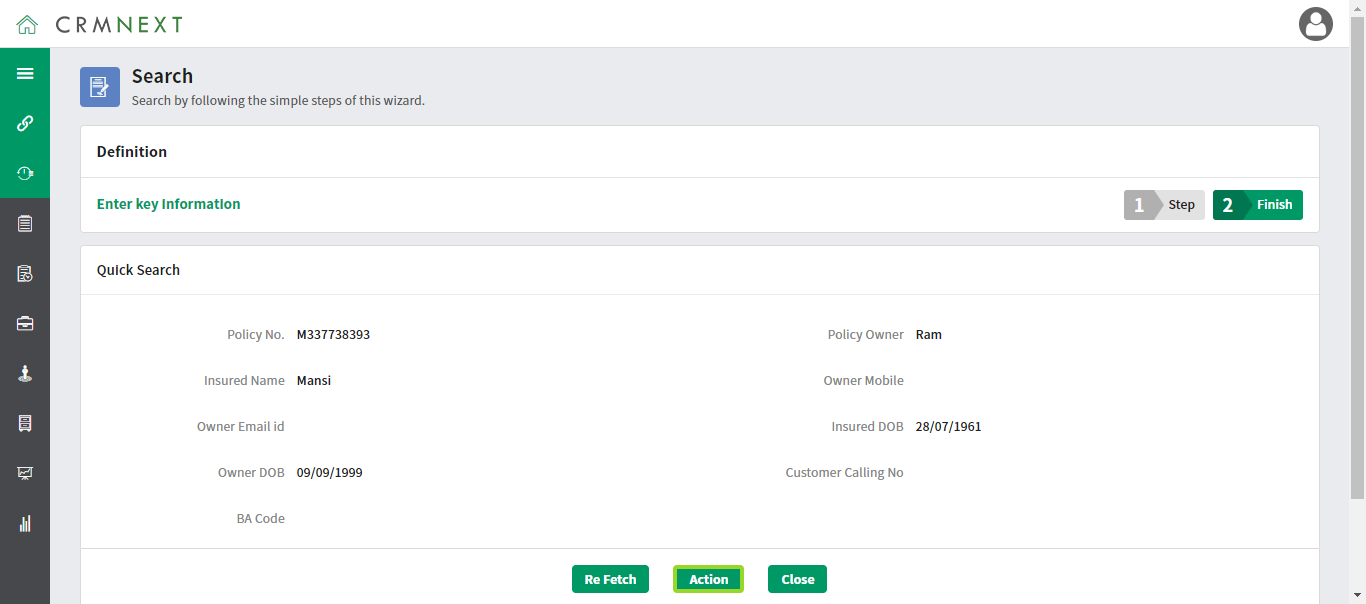 CRMNEXT
Search
Search by following the simple steps of this wizard.
Definition
Enter key Information
1 Step 2 Finish
Quick Search
Policy No. M337738393 Policy Owner Ram
Insured Name Mansi Owner Mobile
Owner Email id Insured DOB 28/07/1961
Owner DOB 09/09/1999 Customer Calling No
BA Code
Re Fetch Action Close